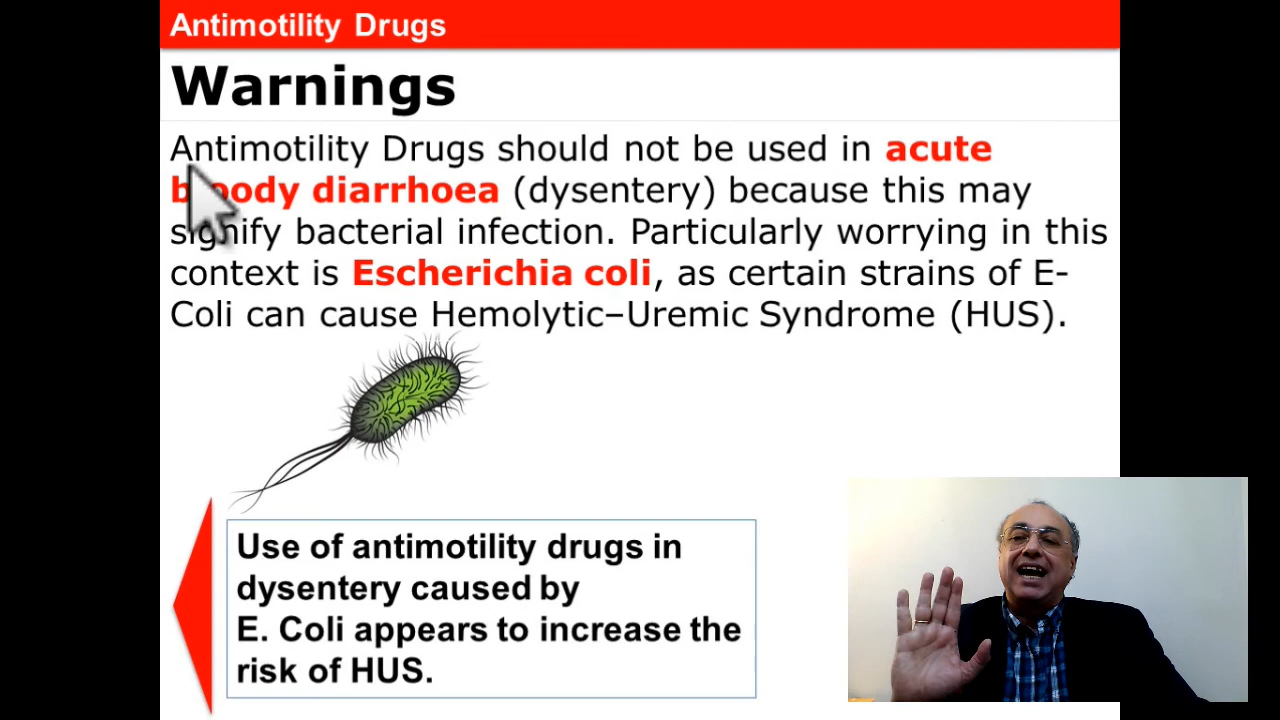 Antimotility Drugs
Warnings
Antimotility Drugs should not be used in acute
bloody diarrhoea (dysentery) because this may
signify bacterial infection. Particularly worrying in this
context is Escherichia coli, as certain strains of E-
Coli can cause Hemolytic–Uremic Syndrome (HUS).
Use of antimotility drugs in
dysentery caused by
E. Coli appears to increase the
risk of HUS.